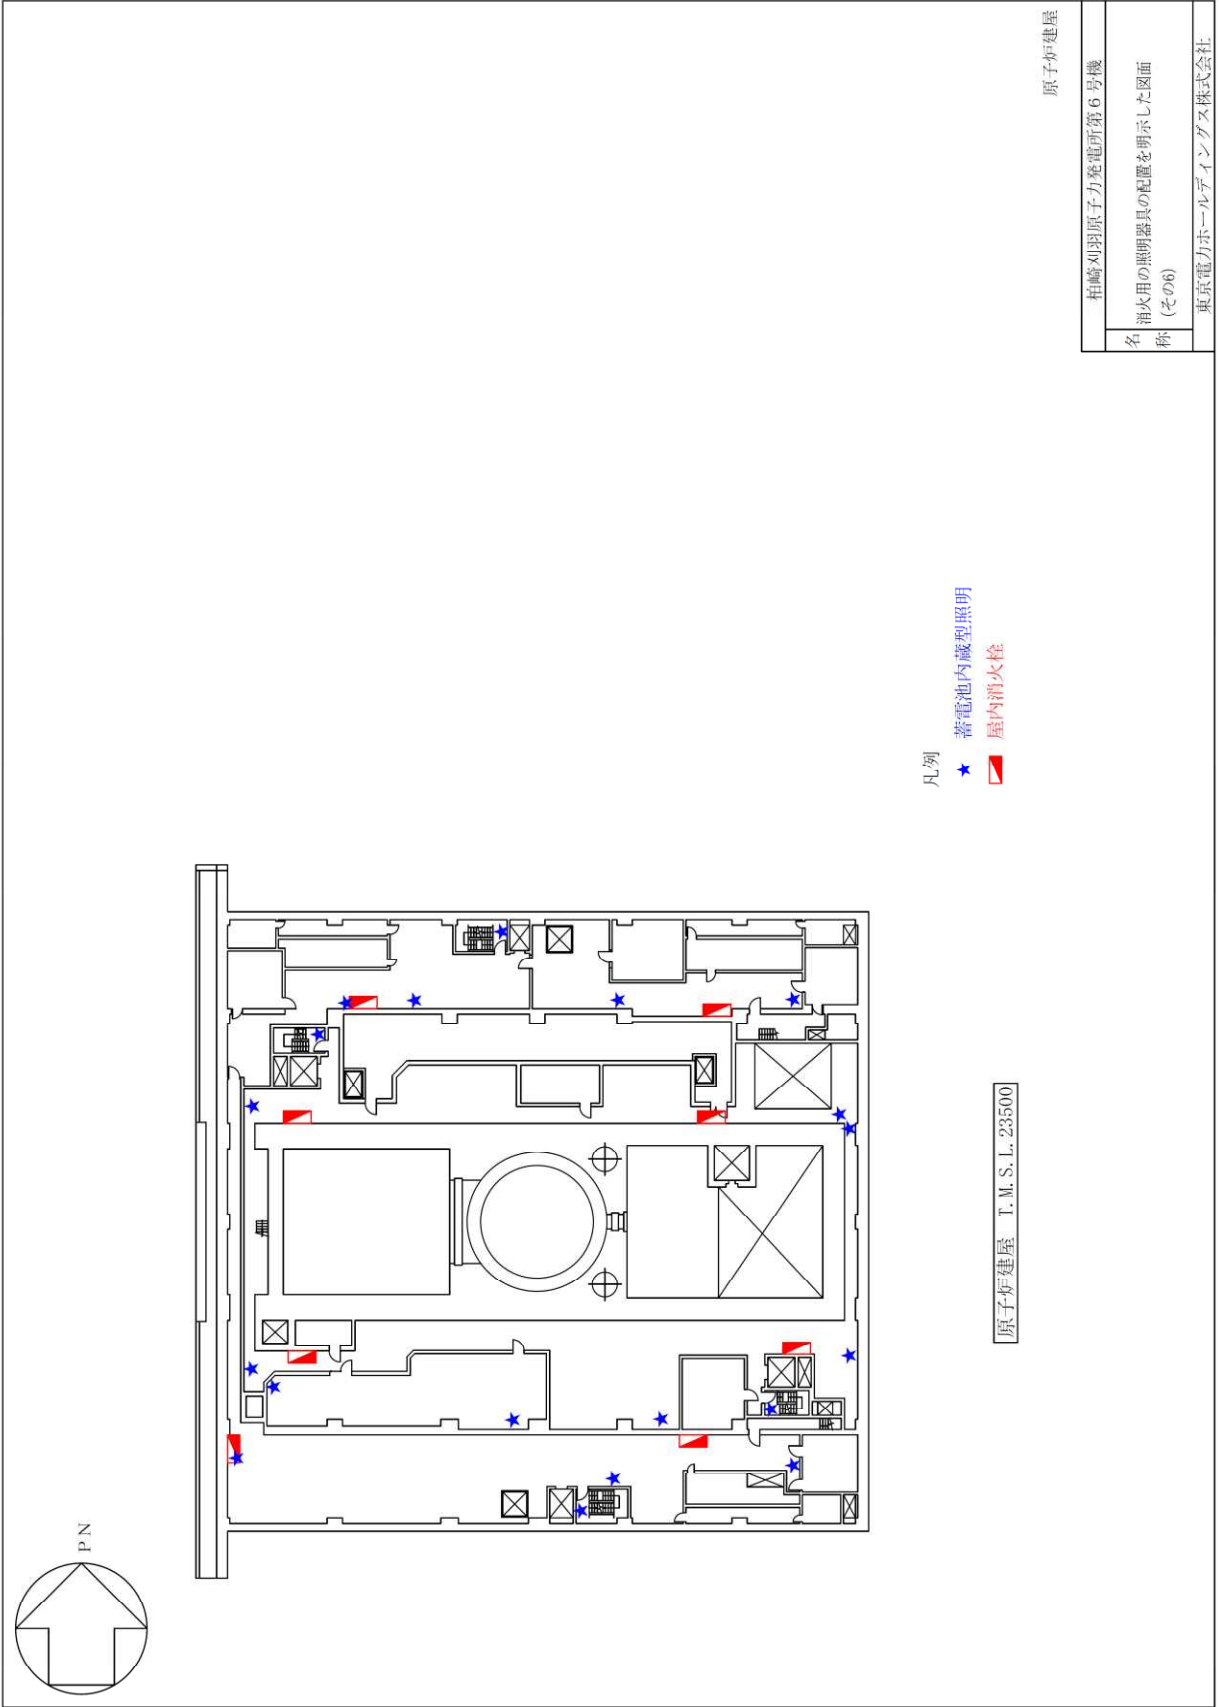 PN
原子炉建屋 T.M.S.L. 23500
凡例
★ 蓄電池内蔵型照明
屋内消火栓
原子炉建屋
柏崎刈羽原子力発電所第6号機
名称
消火用の照明器具の配置を明示した図面
(その6)
東京電力ホールディングス株式会社